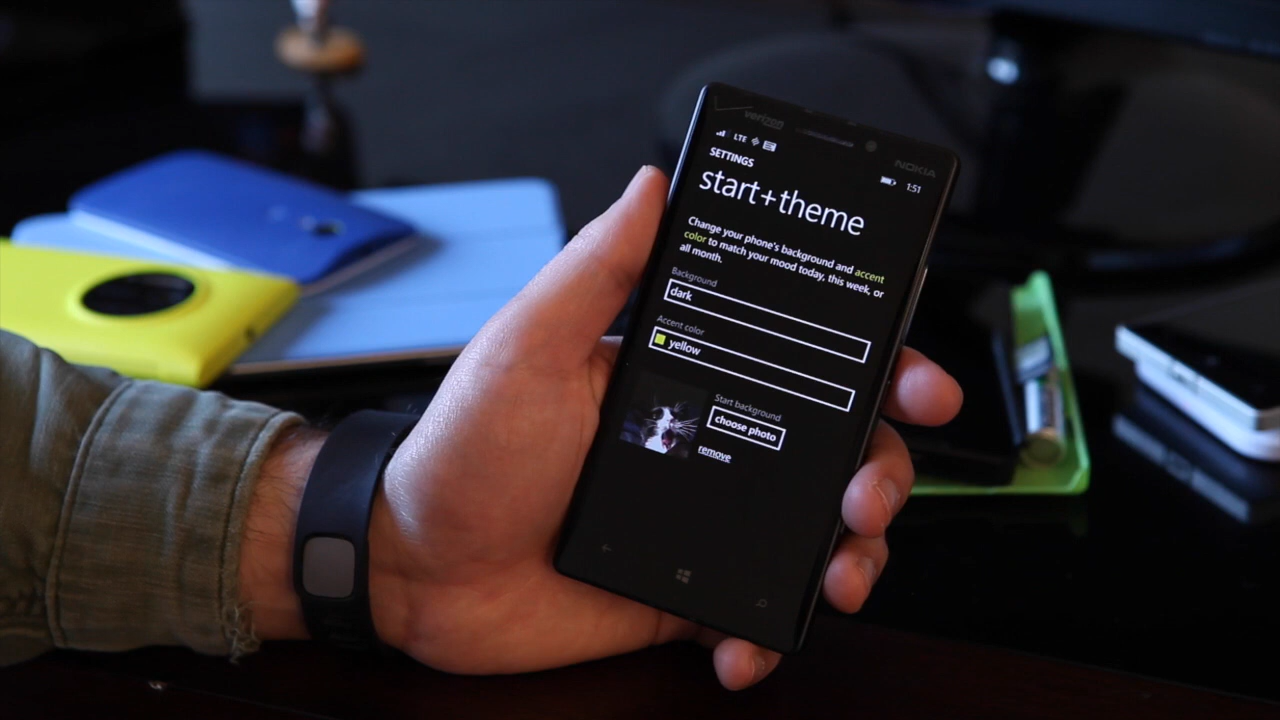 verizon
NOKIA
LTE
1:51
SETTINGS
start+theme
Change your phone's background and accent
color to match your mood today, this week, or
all month.
Background
dark
Accent color
yellow
Start background
choose photo
remove